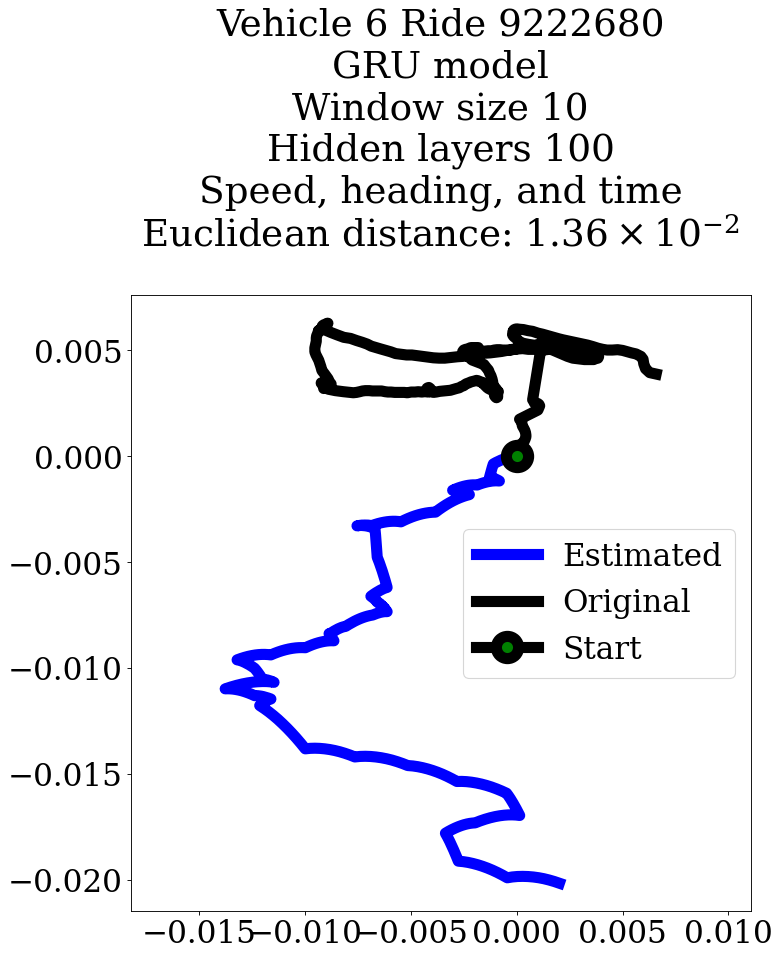 Vehicle 6 Ride 9222680
GRU model
Window size 10
Hidden layers 100
Speed, heading, and time
Euclidean distance: 1.36 × 10⁻²
0.005
0.000
−0.005
−0.010
−0.015
−0.020
Estimated
Original
Start
−0.015 −0.010 −0.005 0.000 0.005 0.010